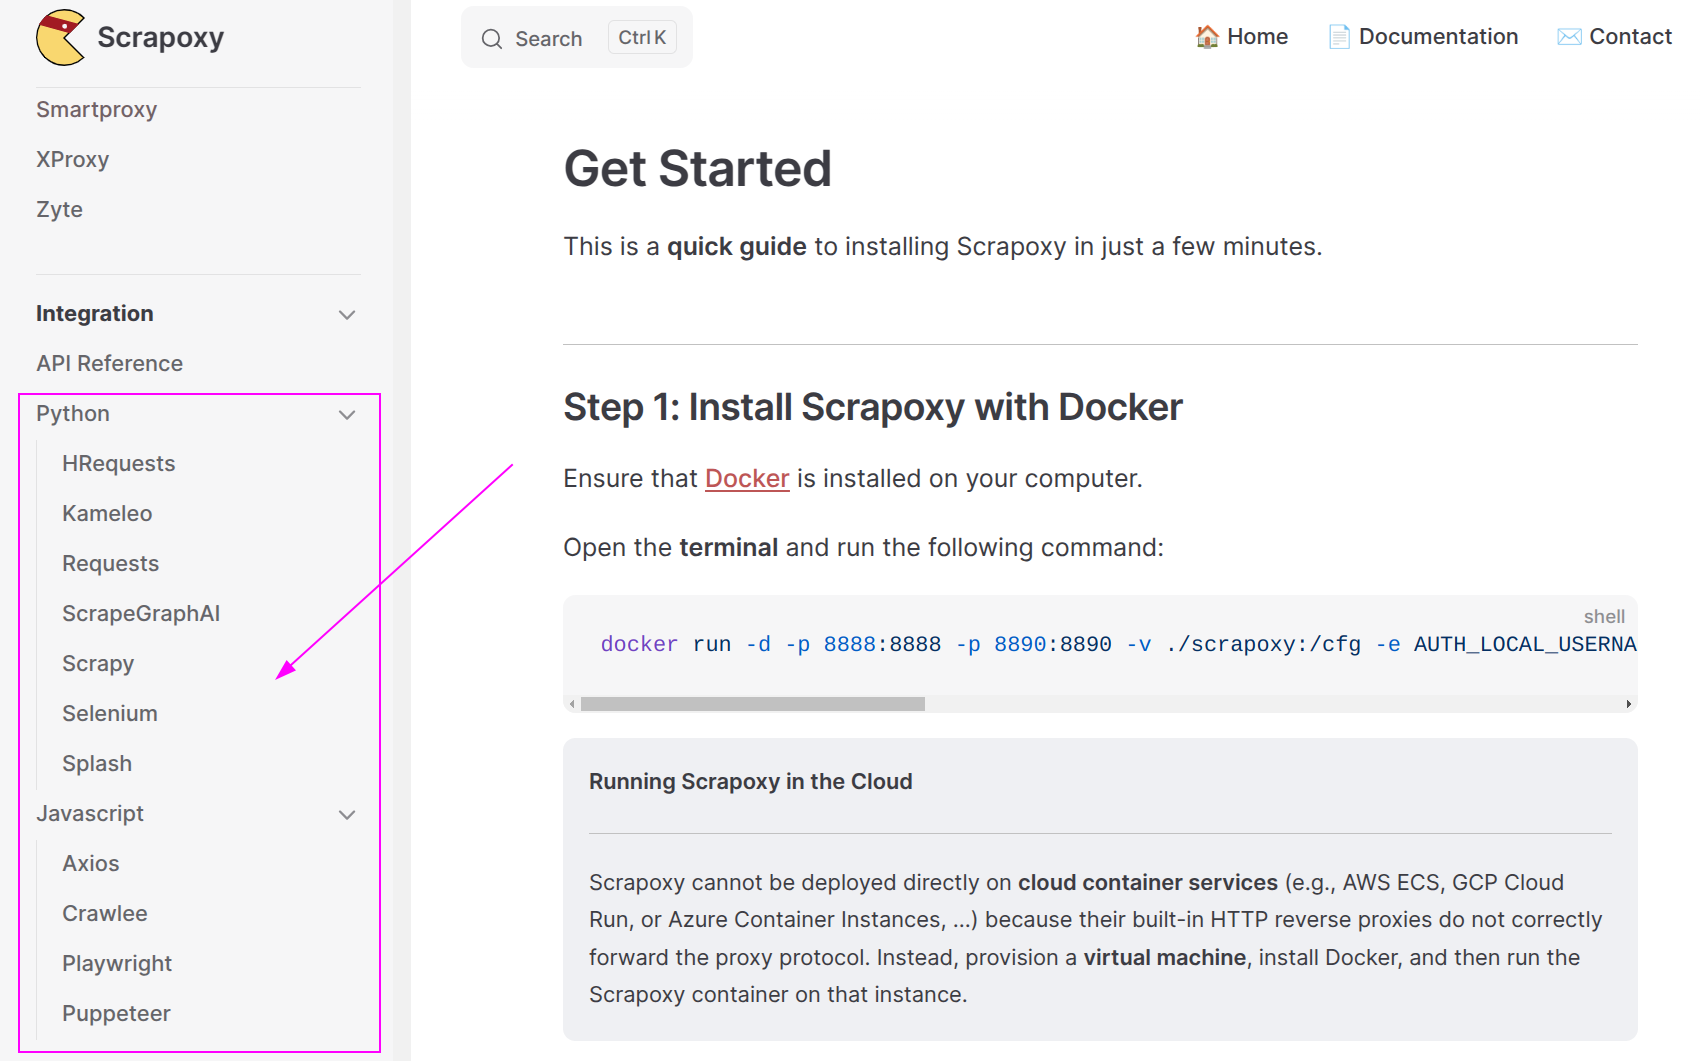 Scrapoxy
Search Ctrl K
Home Documentation Contact
Smartproxy
XProxy
Zyte
Integration
API Reference
Python
HRequests
Kameleo
Requests
ScrapeGraphAI
Scrapy
Selenium
Splash
Javascript
Axios
Crawlee
Playwright
Puppeteer
Get Started
This is a quick guide to installing Scrapoxy in just a few minutes.
Step 1: Install Scrapoxy with Docker
Ensure that Docker is installed on your computer.
Open the terminal and run the following command:
shell
docker run -d -p 8888:8888 -p 8890:8890 -v ./scrapoxy:/cfg -e AUTH_LOCAL_USERNA
Running Scrapoxy in the Cloud
Scrapoxy cannot be deployed directly on cloud container services (e.g., AWS ECS, GCP Cloud
Run, or Azure Container Instances, ...) because their built-in HTTP reverse proxies do not correctly
forward the proxy protocol. Instead, provision a virtual machine, install Docker, and then run the
Scrapoxy container on that instance.